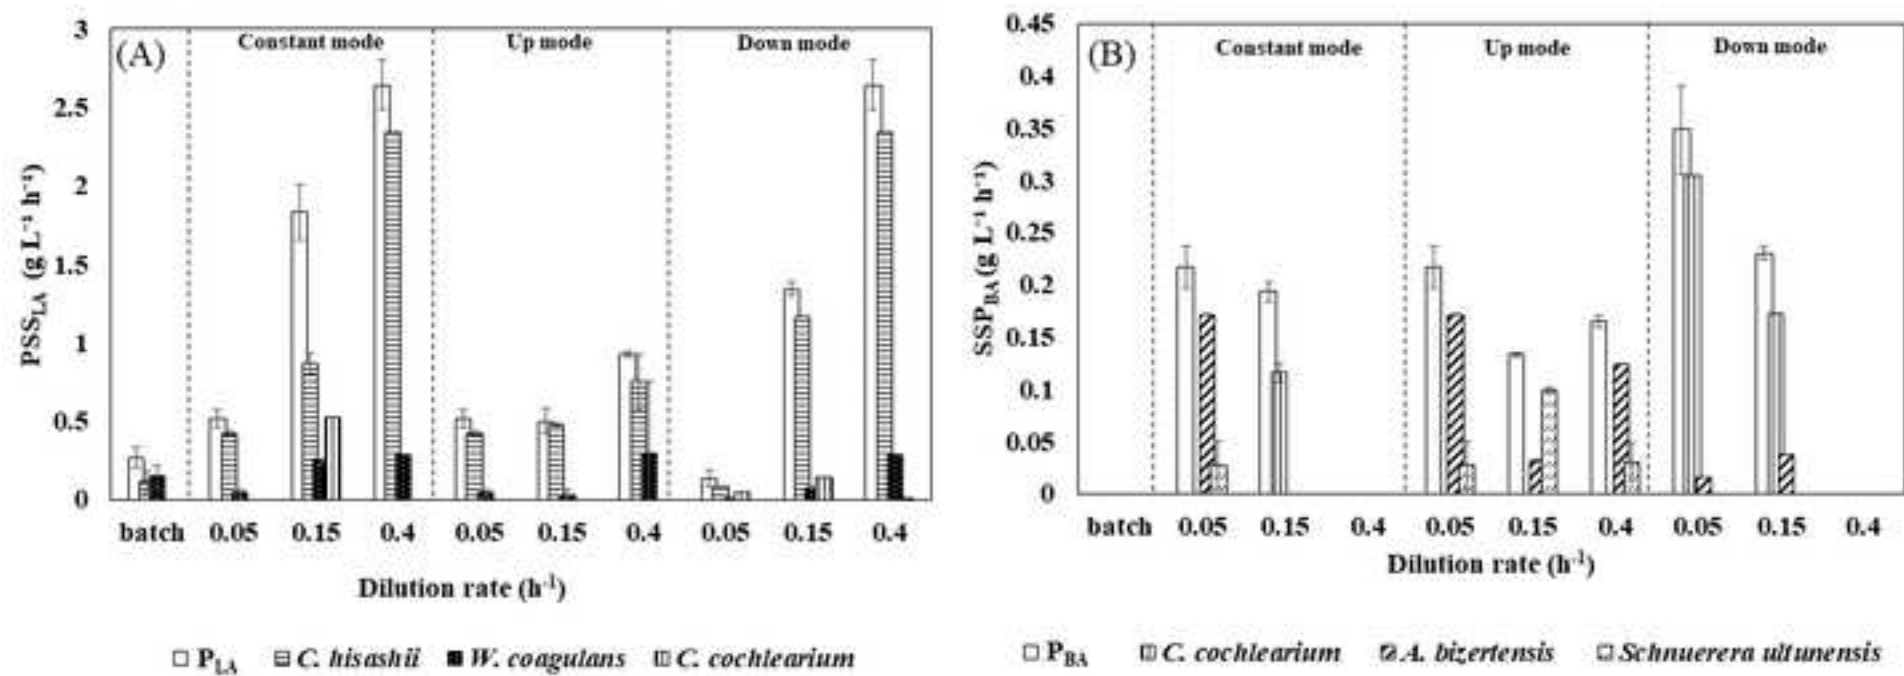 (A)
Constant mode Up mode Down mode
3
2.5
2
1.5
1
0.5
0
PSS_LA (g L⁻¹ h⁻¹)
batch 0.05 0.15 0.4 0.05 0.15 0.4 0.05 0.15 0.4
Dilution rate (h⁻¹)
P_LA C. hisashii W. coagulans C. cochlearium
(B)
Constant mode Up mode Down mode
0.45
0.4
0.35
0.3
0.25
0.2
0.15
0.1
0.05
0
SSP_BA (g L⁻¹ h⁻¹)
batch 0.05 0.15 0.4 0.05 0.15 0.4 0.05 0.15 0.4
Dilution rate (h⁻¹)
P_BA C. cochlearium A. bizertensis Schnuerera ultunensis